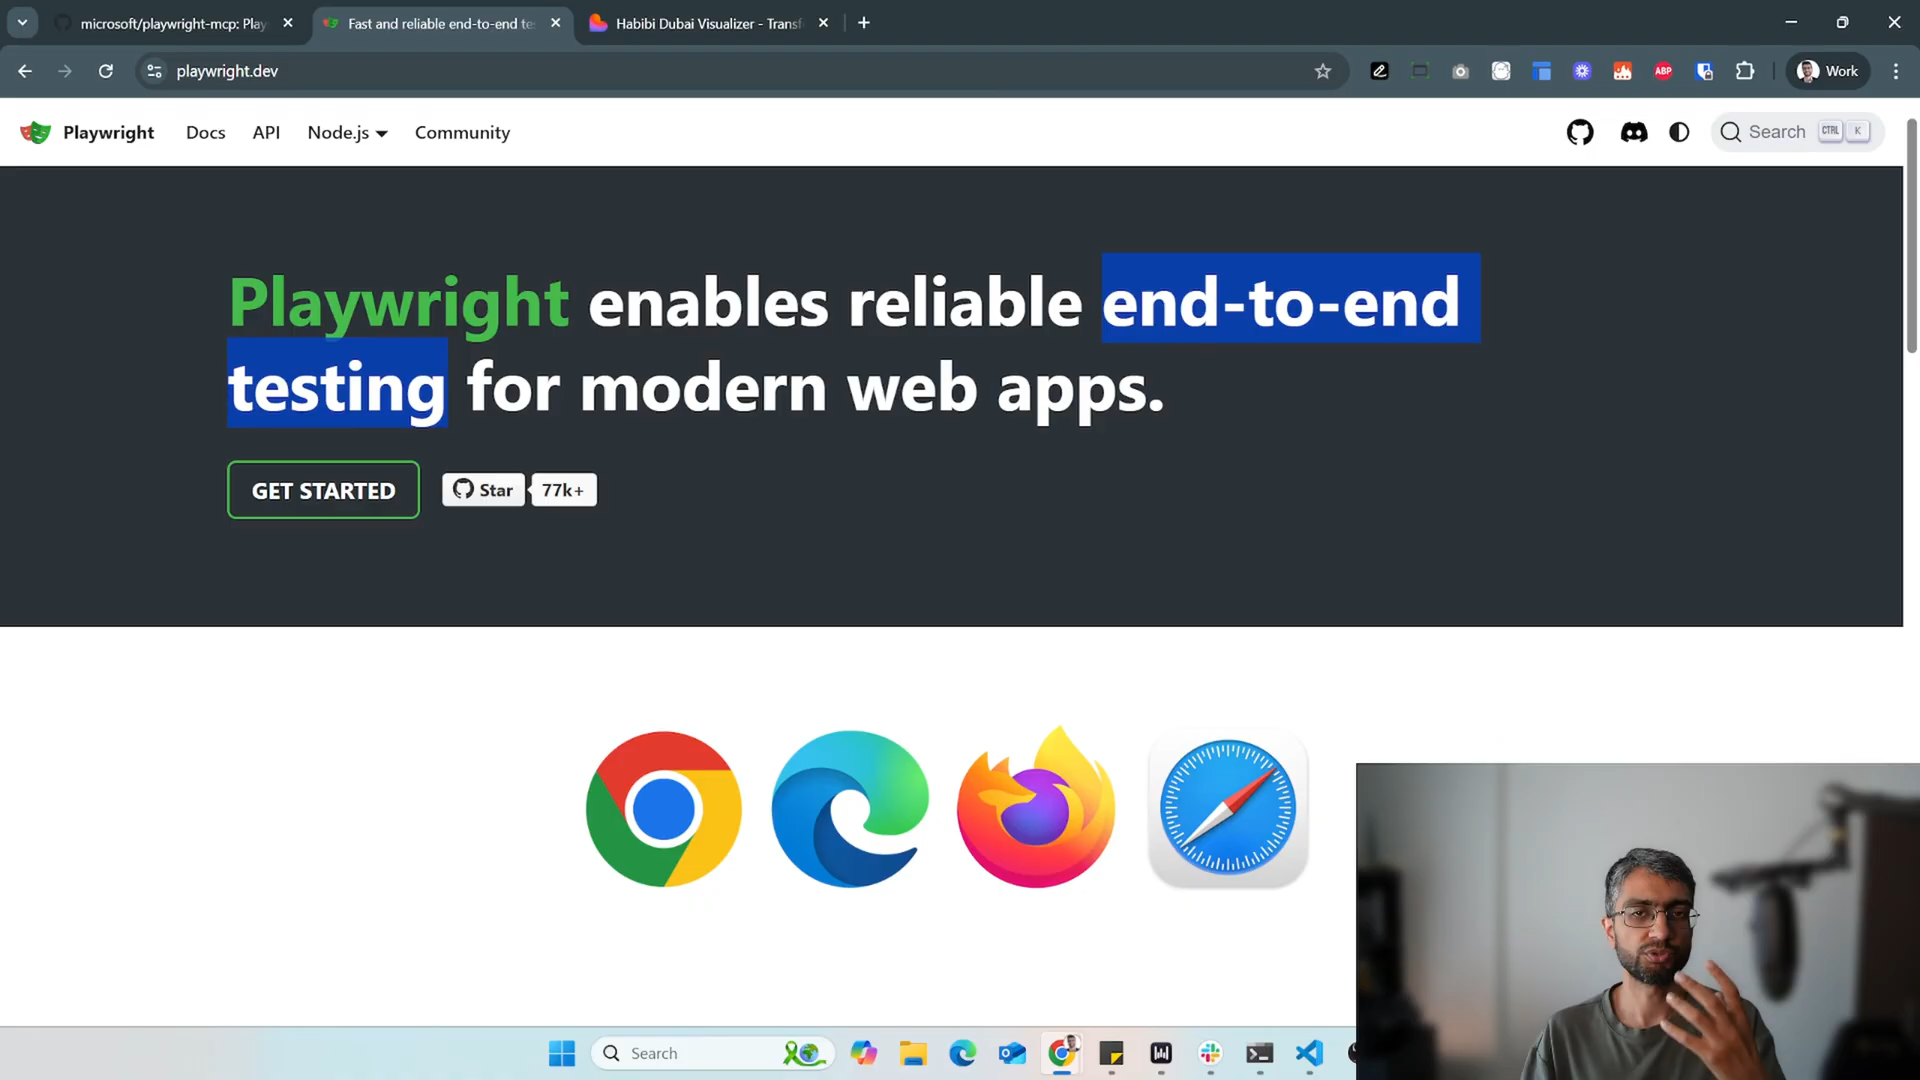 microsoft/playwright-mcp: Play
Fast and reliable end-to-end te
Habibi Dubai Visualizer - Transf
playwright.dev
ABP
Work
Playwright
Docs
API
Node.js
Community
Search
CTRL
K
Playwright enables reliable end-to-end
testing for modern web apps.
GET STARTED
Star
77k+
Search